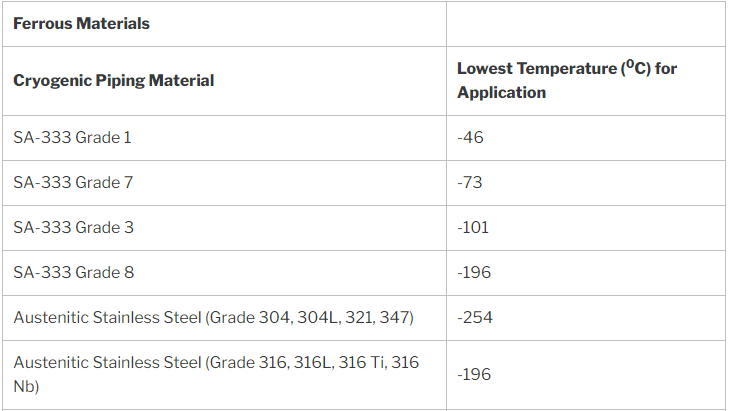 Ferrous Materials
Cryogenic Piping Material
Lowest Temperature (⁰C) for
Application
SA-333 Grade 1
-46
SA-333 Grade 7
-73
SA-333 Grade 3
-101
SA-333 Grade 8
-196
Austenitic Stainless Steel (Grade 304, 304L, 321, 347)
-254
Austenitic Stainless Steel (Grade 316, 316L, 316 Ti, 316
Nb)
-196